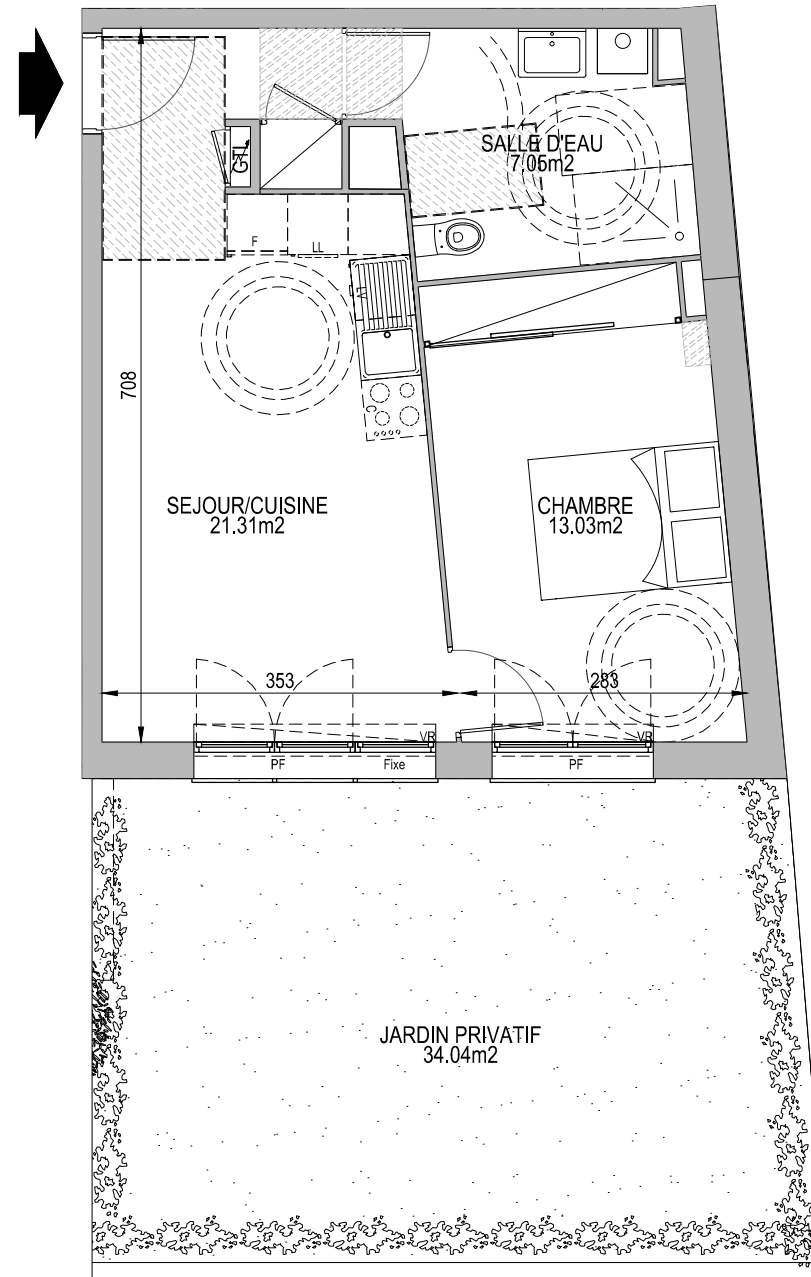 SALLE D'EAU
7.05m2
GTL
F
LL
LV
C
708
SEJOUR/CUISINE
21.31m2
CHAMBRE
13.03m2
353
283
VR
VR
PF
Fixe
PF
JARDIN PRIVATIF
34.04m2